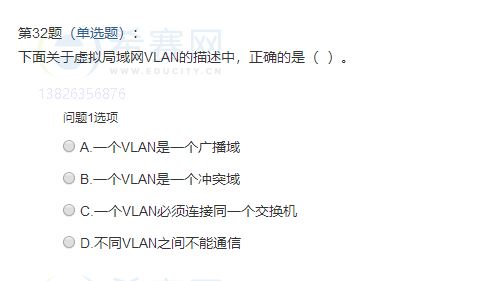 第32题（单选题）：
希赛网
下面关于虚拟局域网VLAN的描述中，正确的是（ ）。
WWW.EDUCITY.CN
13826356876
问题1选项
A.一个VLAN是一个广播域
B.一个VLAN是一个冲突域
C.一个VLAN必须连接同一个交换机
D.不同VLAN之间不能通信